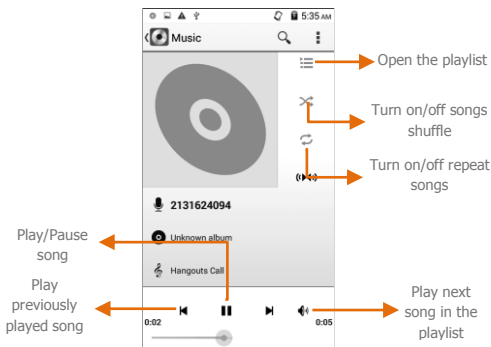 5:35 AM
Music
Open the playlist
Turn on/off songs
shuffle
Turn on/off repeat
songs
2131624094
Unknown album
Hangouts Call
Play/Pause
song
Play
previously
played song
0:02
0:05
Play next
song in the
playlist